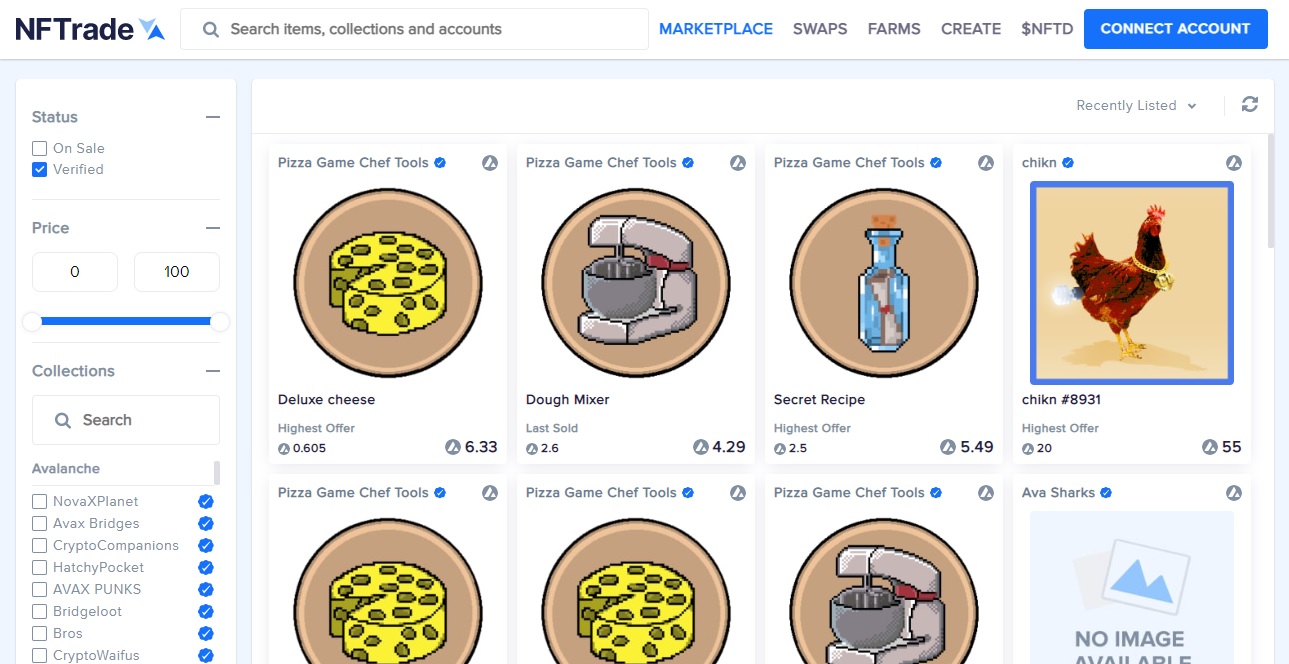 NFTrade
Search items, collections and accounts
MARKETPLACE SWAPS FARMS CREATE $NFTD CONNECT ACCOUNT
Status
On Sale
Verified
Price
0 100
Collections
Search
Avalanche
NovaXPlanet
Avax Bridges
CryptoCompanions
HatchyPocket
AVAX PUNKS
Bridgeloot
Bros
CryptoWaifus
Recently Listed
Pizza Game Chef Tools
Deluxe cheese
Highest Offer
0.605 6.33
Pizza Game Chef Tools
Dough Mixer
Last Sold
2.6 4.29
Pizza Game Chef Tools
Secret Recipe
Highest Offer
2.5 5.49
chikn
chikn #8931
Highest Offer
20 55
Pizza Game Chef Tools
Pizza Game Chef Tools
Pizza Game Chef Tools
Ava Sharks
NO IMAGE
AVAILABLE